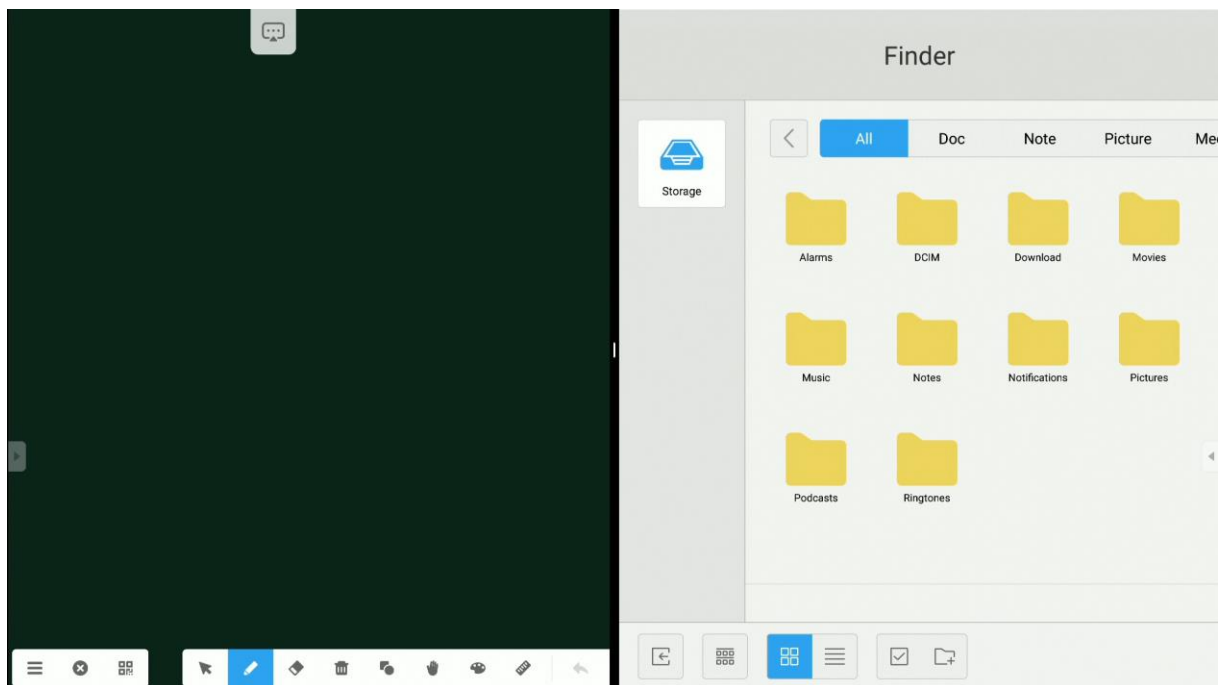 Finder
All Doc Note Picture
Storage
Alarms DCIM Download Movies
Music Notes Notifications Pictures
Podcasts Ringtones